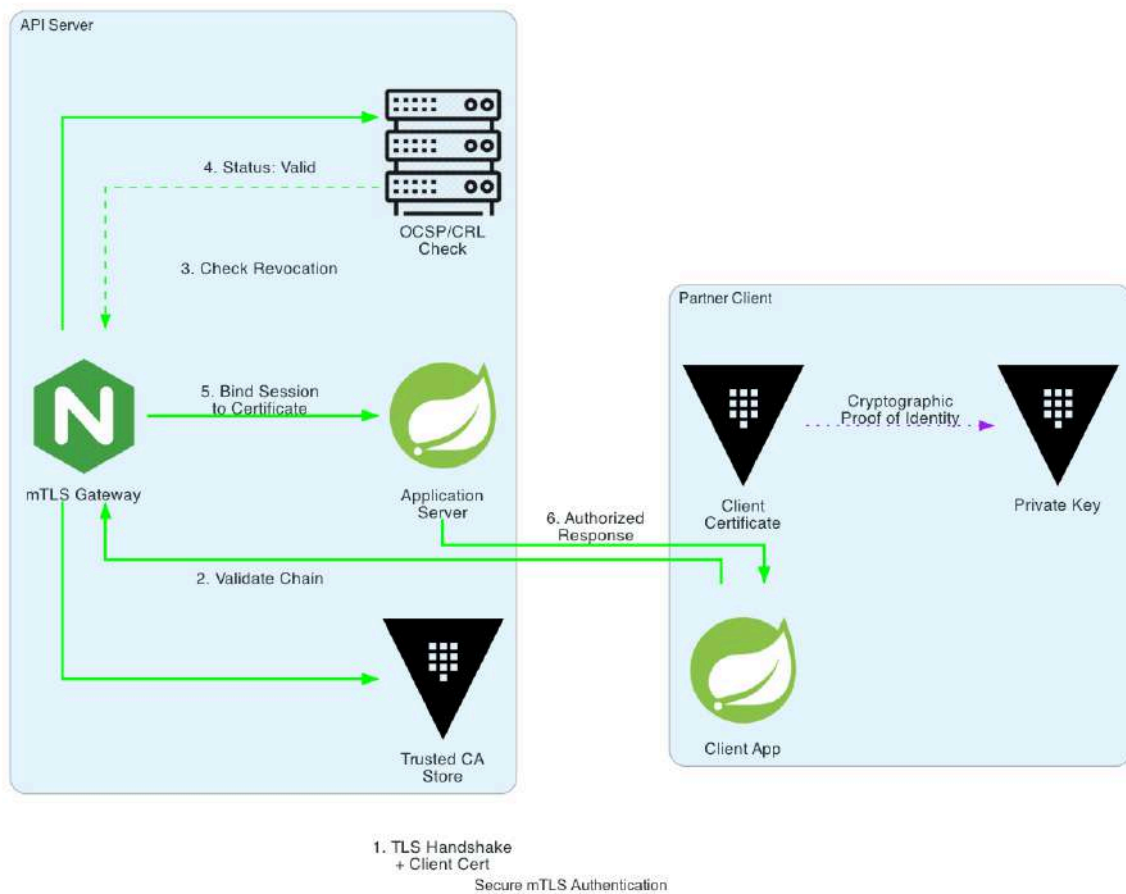 API Server
4. Status: Valid
OCSP/CRL
Check
3. Check Revocation
Partner Client
5. Bind Session
to Certificate
Cryptographic
Proof of Identity
mTLS Gateway
Application
Server
Client
Certificate
Private Key
6. Authorized
Response
2. Validate Chain
Trusted CA
Store
Client App
1. TLS Handshake
+ Client Cert
Secure mTLS Authentication